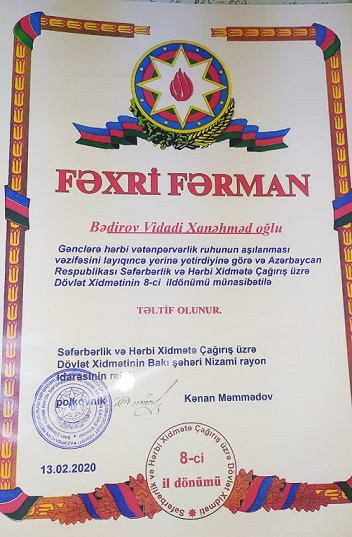 FƏXRİ FƏRMAN
Bədirov Vidadi Xanəhməd oğlu
Gənclərə hərbi vətənpərvərlik ruhunun aşılanması
vəzifəsini layiqincə yerinə yetirdiyinə görə və Azərbaycan
Respublikası Səfərbərlik və Hərbi Xidmətə Çağırış üzrə
Dövlət Xidmətinin 8-ci ildönümü münasibətilə
TƏLTİF OLUNUR.
Səfərbərlik və Hərbi Xidmətə Çağırış üzrə
Dövlət Xidmətinin Bakı şəhəri Nizami rayon
idarəsinin
polkovnik
Kənan Məmmədov
13.02.2020
Səfərbərlik və Hərbi Xidmətə Çağırış üzrə Dövlət Xidməti
8-ci
il dönümü